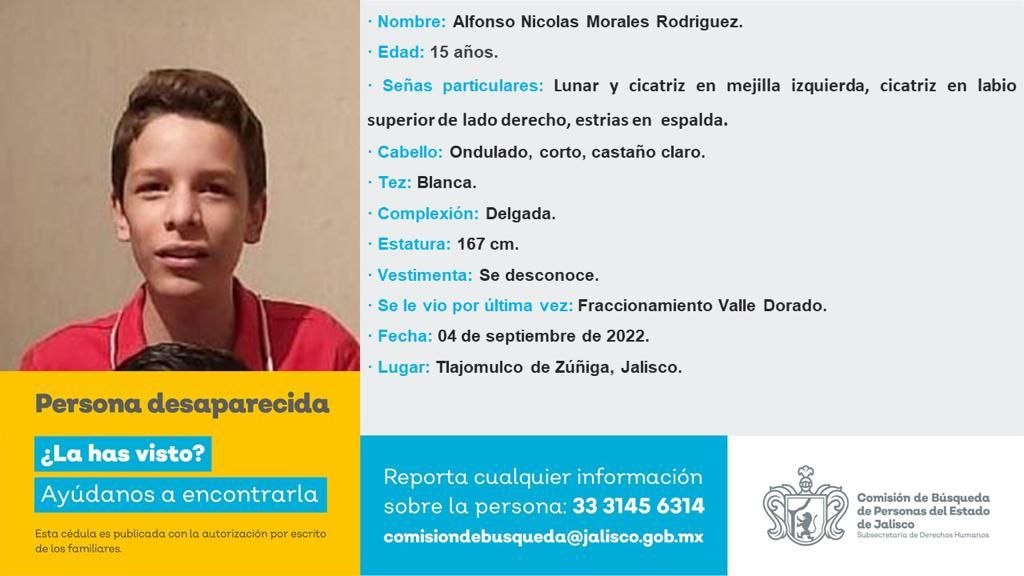 · Nombre: Alfonso Nicolas Morales Rodriguez.
· Edad: 15 años.
· Señas particulares: Lunar y cicatriz en mejilla izquierda, cicatriz en labio
superior de lado derecho, estrias en espalda.
· Cabello: Ondulado, corto, castaño claro.
· Tez: Blanca.
· Complexión: Delgada.
· Estatura: 167 cm.
· Vestimenta: Se desconoce.
· Se le vio por última vez: Fraccionamiento Valle Dorado.
· Fecha: 04 de septiembre de 2022.
· Lugar: Tlajomulco de Zúñiga, Jalisco.
Persona desaparecida
¿La has visto?
Ayúdanos a encontrarla
Esta cédula es publicada con la autorización por escrito
de los familiares.
Reporta cualquier información
sobre la persona: 33 3145 6314
comisiondebusqueda@jalisco.gob.mx
Comisión de Búsqueda
de Personas del Estado
de Jalisco
Subsecretaría de Derechos Humanos